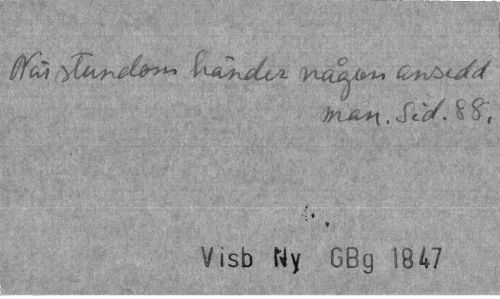 När stundom händer någon ansedd
man. Sid. 88.
Visb Ny GBg 1847